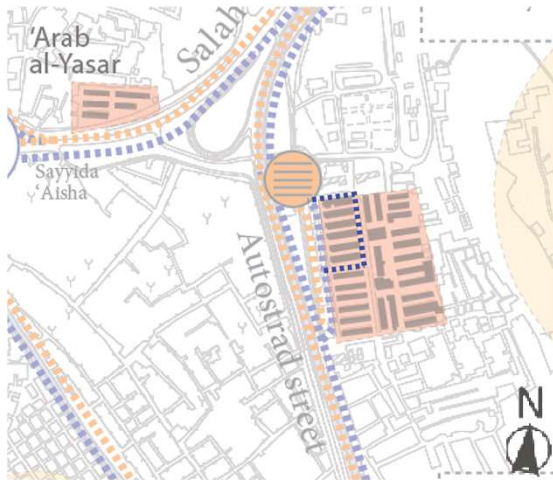 ‘Arab
al-Yasar
Salah
Sayyida
‘Aisha
Autostrad street
N